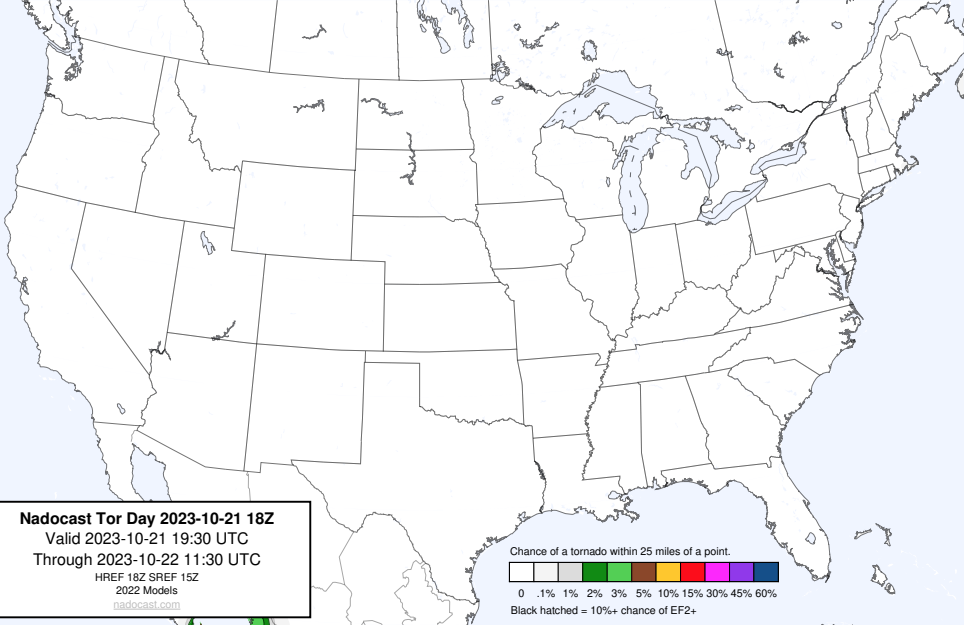 Nadocast Tor Day 2023-10-21 18Z
Valid 2023-10-21 19:30 UTC
Through 2023-10-22 11:30 UTC
HREF 18Z SREF 15Z
2022 Models
nadocast.com
Chance of a tornado within 25 miles of a point.
0 .1% 1% 2% 3% 5% 10% 15% 30% 45% 60%
Black hatched = 10%+ chance of EF2+